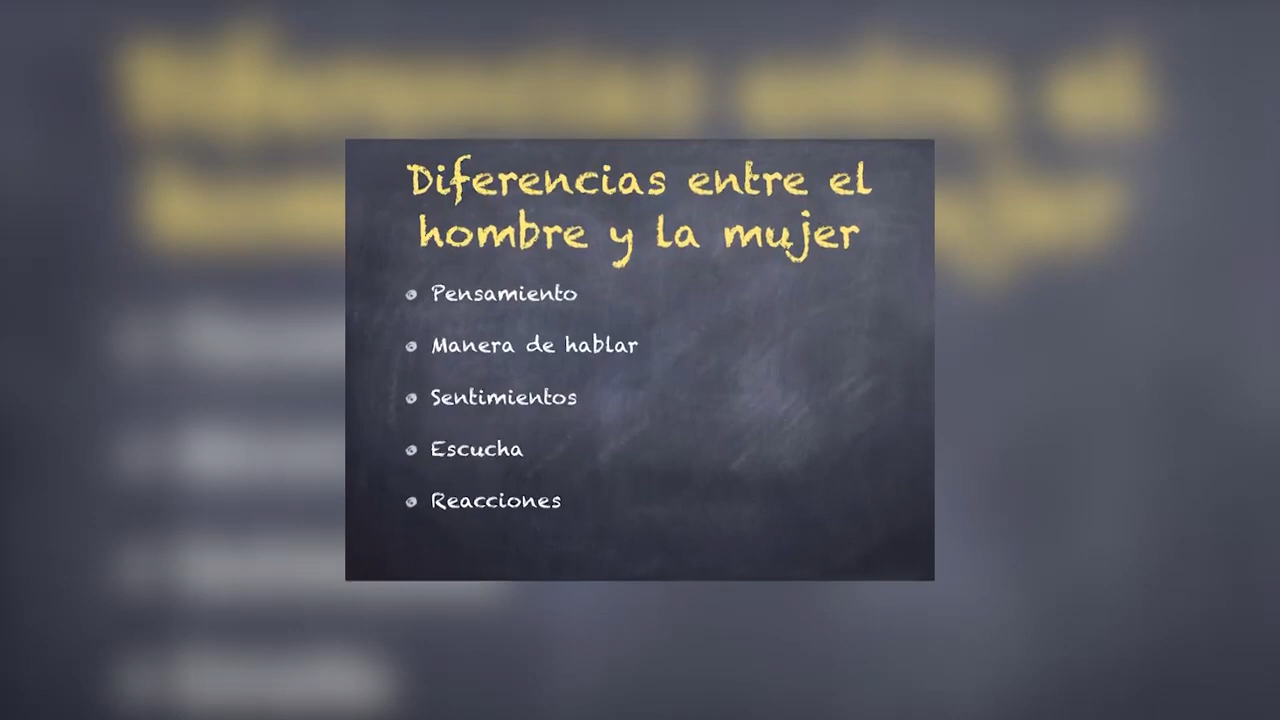 Diferencias entre el
hombre y la mujer
Pensamiento
Manera de hablar
Sentimientos
Escucha
Reacciones